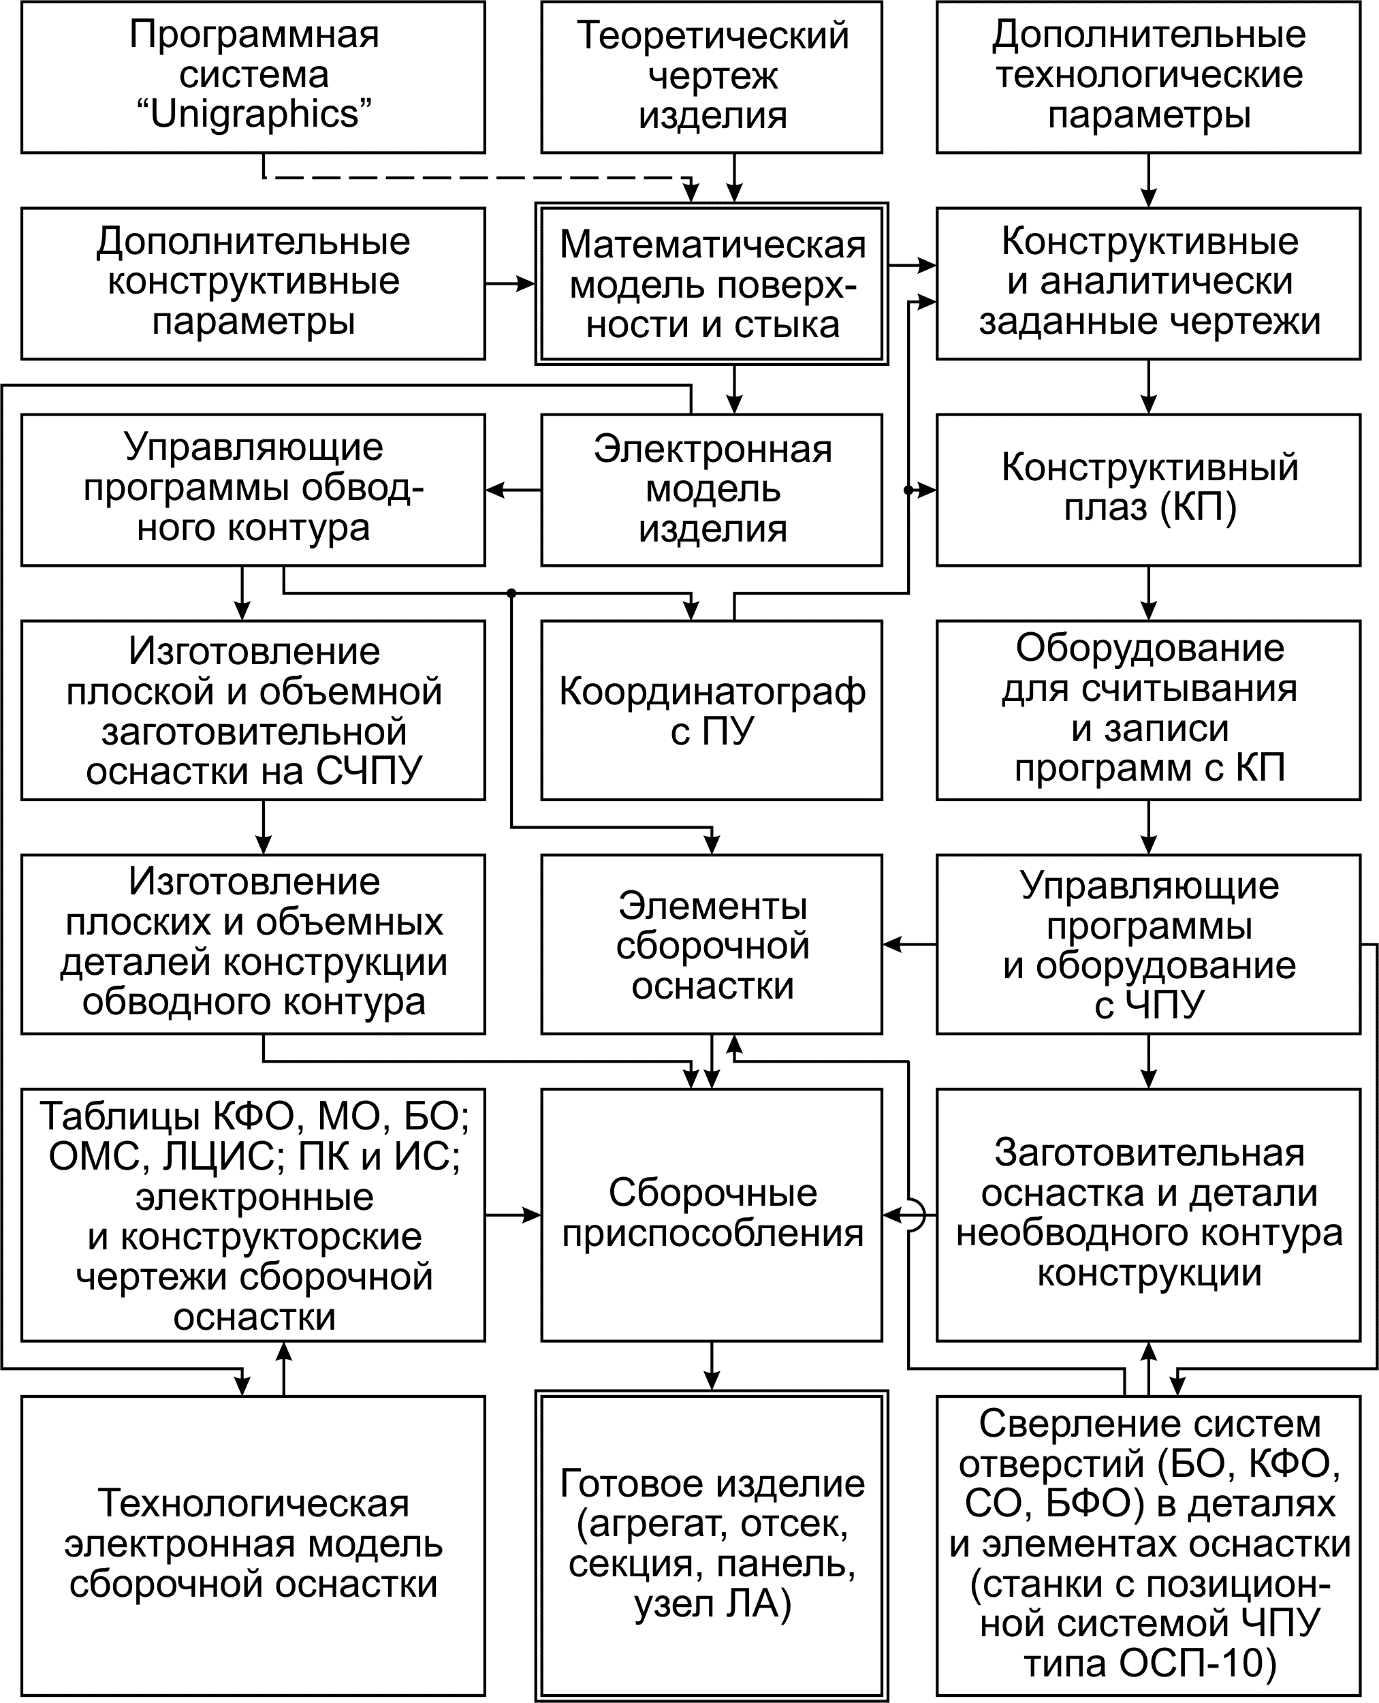 Программная
система
“Unigraphics”
Теоретический
чертеж
изделия
Дополнительные
технологические
параметры
Дополнительные
конструктивные
параметры
Математическая
модель поверх-
ности и стыка
Конструктивные
и аналитически
заданные чертежи
Управляющие
программы обвод-
ного контура
Электронная
модель
изделия
Конструктивный
плаз (КП)
Изготовление
плоской и объемной
заготовительной
оснастки на СЧПУ
Координатограф
с ПУ
Оборудование
для считывания
и записи
программ с КП
Изготовление
плоских и объемных
деталей конструкции
обводного контура
Элементы
сборочной
оснастки
Управляющие
программы
и оборудование
с ЧПУ
Таблицы КФО, МО, БО;
ОМС, ЛЦИС; ПК и ИС;
электронные
и конструкторские
чертежи сборочной
оснастки
Сборочные
приспособления
Заготовительная
оснастка и детали
необводного контура
конструкции
Технологическая
электронная модель
сборочной оснастки
Готовое изделие
(агрегат, отсек,
секция, панель,
узел ЛА)
Сверление систем
отверстий (БО, КФО,
СО, БФО) в деталях
и элементах оснастки
(станки с позицион-
ной системой ЧПУ
типа ОСП-10)